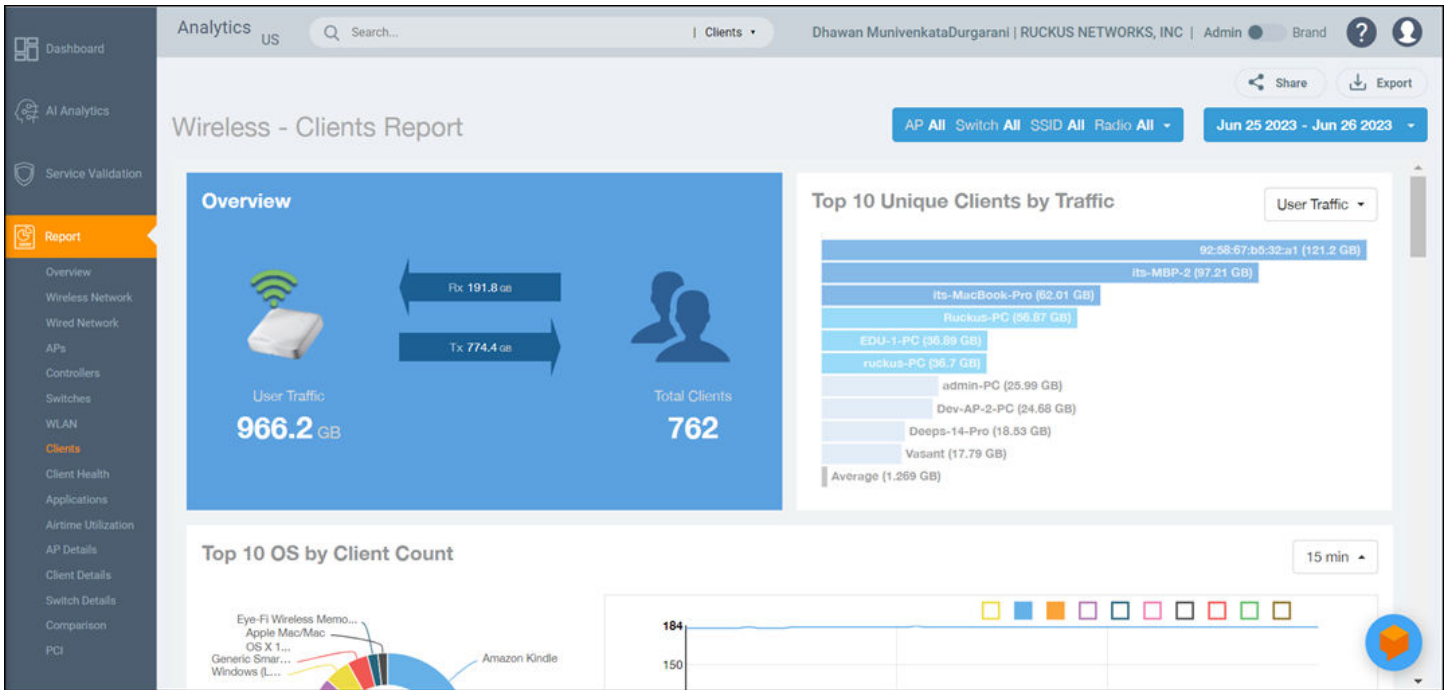 Dashboard
AI Analytics
Service Validation
Report
Overview
Wireless Network
Wired Network
APs
Controllers
Switches
WLAN
Clients
Client Health
Applications
Airtime Utilization
AP Details
Client Details
Switch Details
Comparison
PCI
Analytics US
Search...
| Clients
Dhawan MunivenkataDurgarani | RUCKUS NETWORKS, INC | Admin Brand
?
Share Export
Wireless - Clients Report
AP All Switch All SSID All Radio All
Jun 25 2023 - Jun 26 2023
Overview
Rx 191.8 GB
Tx 774.4 GB
User Traffic
966.2 GB
Total Clients
762
Top 10 Unique Clients by Traffic
User Traffic
92:58:67:b5:32:a1 (121.2 GB)
its-MBP-2 (97.21 GB)
its-MacBook-Pro (62.01 GB)
Ruckus-PC (56.87 GB)
EDU-1-PC (36.89 GB)
ruckus-PC (36.7 GB)
admin-PC (25.99 GB)
Dev-AP-2-PC (24.68 GB)
Deeps-14-Pro (18.53 GB)
Vasant (17.79 GB)
Average (1.269 GB)
Top 10 OS by Client Count
15 min
Eye-Fi Wireless Memo...
Apple Mac/Mac
OS X 1...
Generic Smar...
Windows (L...
Amazon Kindle
184
150